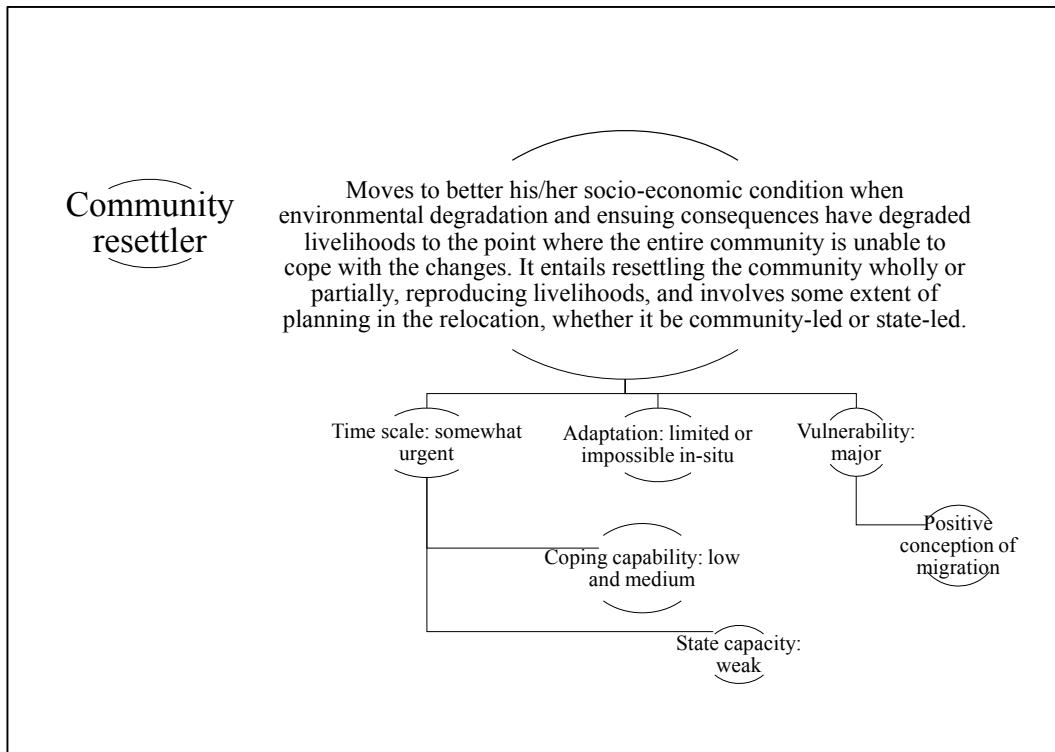 Community
resettler
Moves to better his/her socio-economic condition when
environmental degradation and ensuing consequences have degraded
livelihoods to the point where the entire community is unable to
cope with the changes. It entails resettling the community wholly or
partially, reproducing livelihoods, and involves some extent of
planning in the relocation, whether it be community-led or state-led.
Time scale: somewhat
urgent
Adaptation: limited or
impossible in-situ
Vulnerability:
major
Positive
conception of
migration
Coping capability: low
and medium
State capacity:
weak